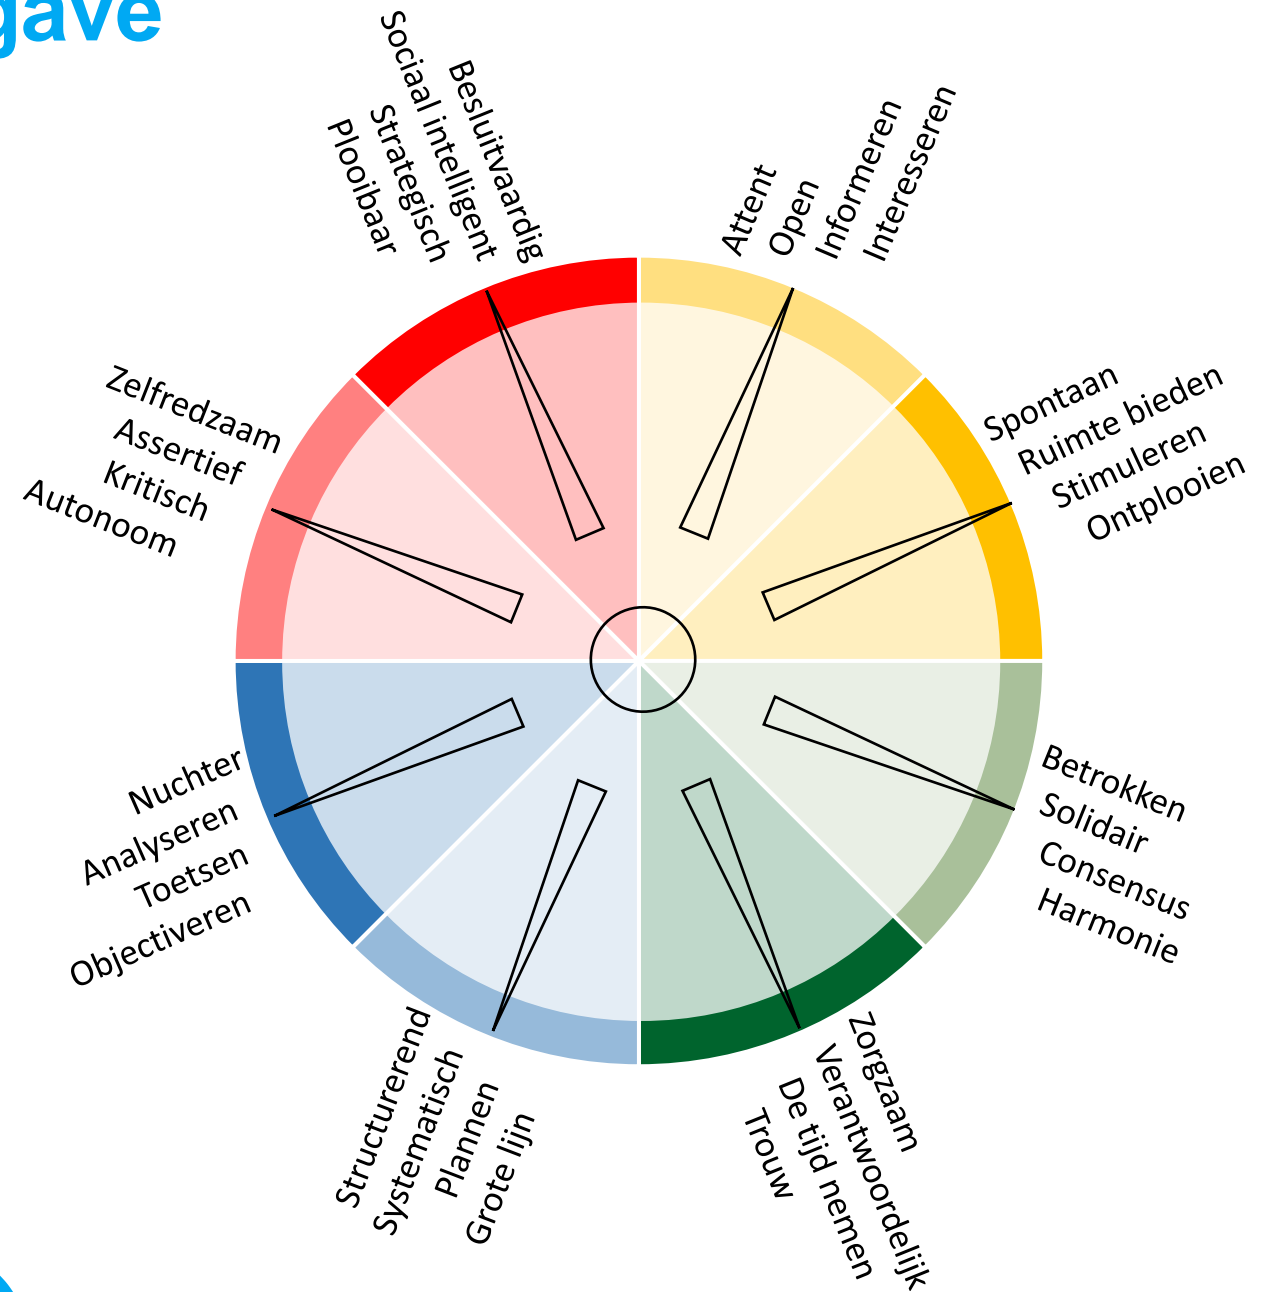 gave
Besluitvaardig
Sociaal intelligent
Strategisch
Plooibaar
Attent
Open
Informeren
Interesseren
Spontaan
Ruimte bieden
Stimuleren
Ontplooien
Betrokken
Solidair
Consensus
Harmonie
Zorgzaam
Verantwoordelijk
De tijd nemen
Trouw
Structurerend
Systematisch
Plannen
Grote lijn
Nuchter
Analyseren
Toetsen
Objectiveren
Zelfredzaam
Assertief
Kritisch
Autonoom